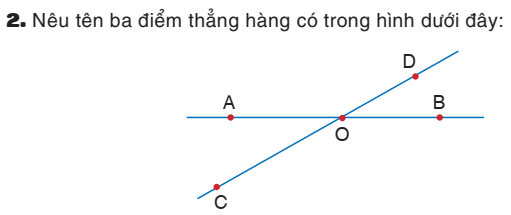 2. Nêu tên ba điểm thẳng hàng có trong hình dưới đây:
D
A
B
O
C